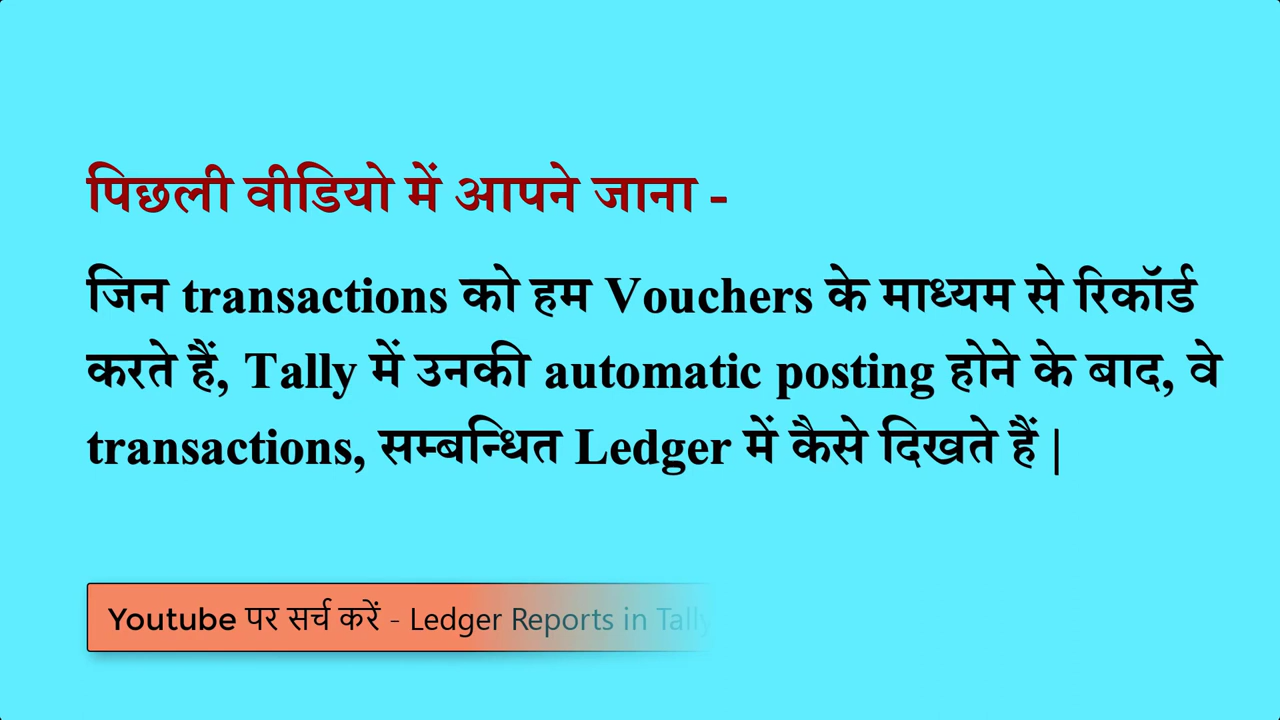 पिछली वीडियो में आपने जाना -
जिन transactions को हम Vouchers के माध्यम से रिकॉर्ड
करते हैं, Tally में उनकी automatic posting होने के बाद, वे
transactions, सम्बन्धित Ledger में कैसे दिखते हैं |
Youtube पर सर्च करें - Ledger Reports in Tally